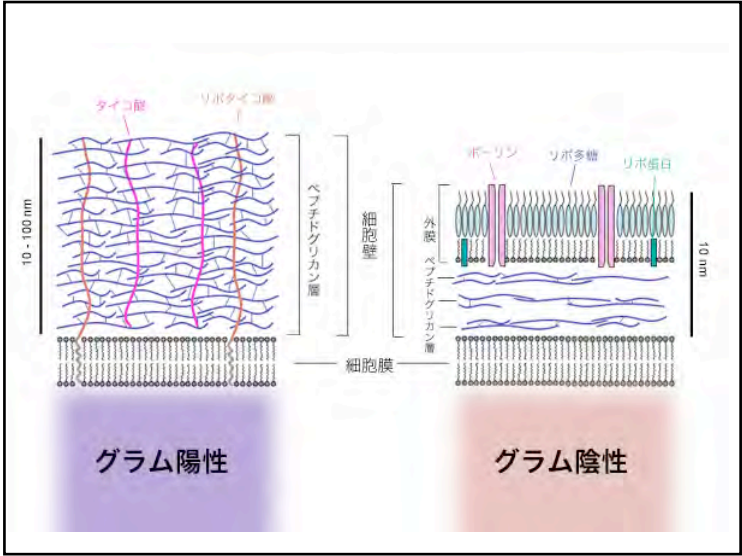 タイコ酸
リポタイコ酸
10 - 100 nm
ペプチドグリカン層
細胞壁
細胞膜
ポーリン
リポ多糖
リポ蛋白
外膜
ペプチドグリカン層
10 nm
グラム陽性
グラム陰性